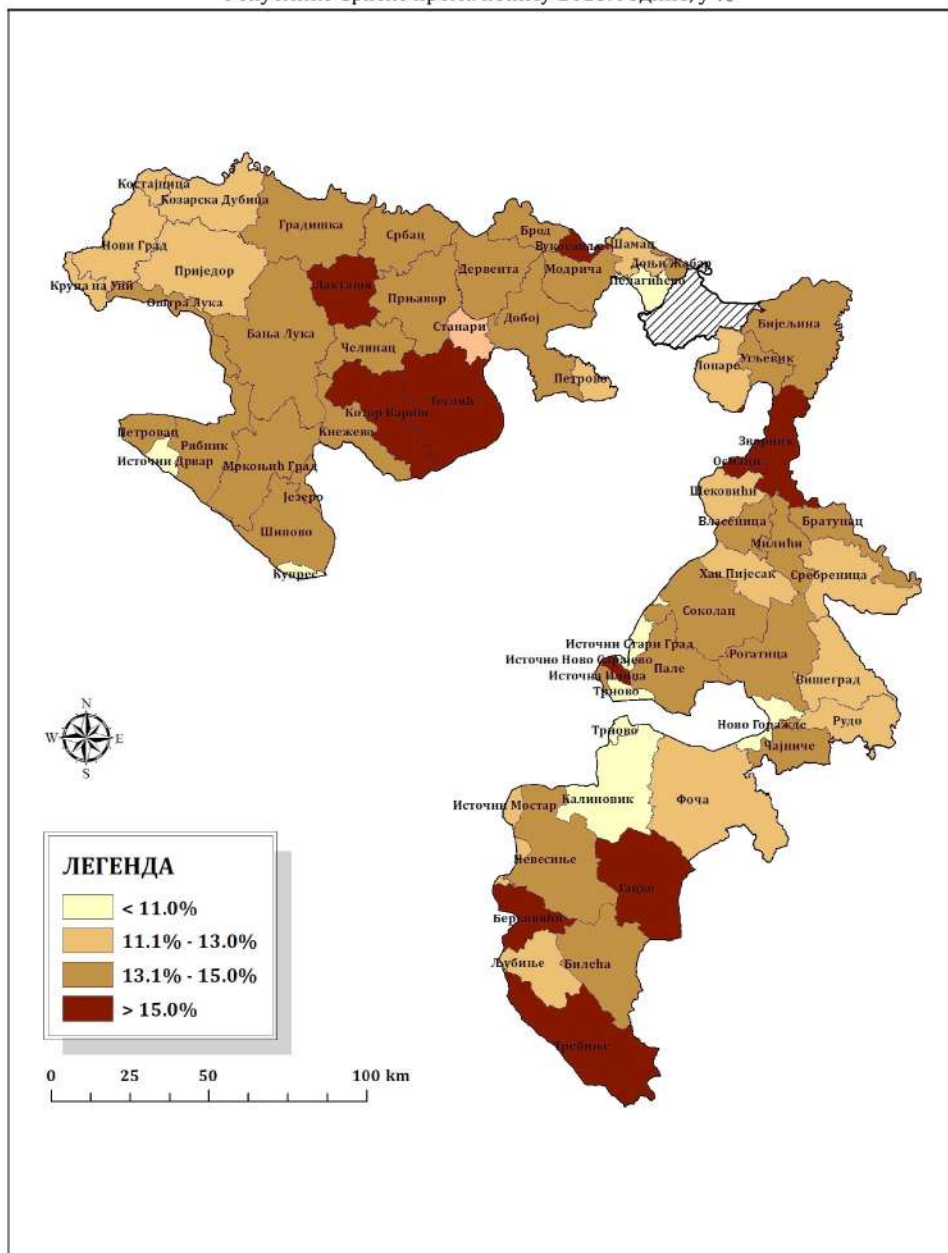 Костајница
Козарска Дубица
Градишка
Србац
Брод
Вукосавље
Шамац
Нови Град
Приједор
Дервента
Модрича
Доњи Жабар
Пелагићево
Крупа на Уни
Оштра Лука
Лакташи
Прњавор
Бијељина
Бања Лука
Станари
Добој
Челинац
Угљевик
Лопаре
Петрово
Котор Варош
Теслић
Кнежево
Петровац
Рибник
Источни Дрвар
Мркоњић Град
Зворник
Осмаци
Језеро
Шековићи
Шипово
Власеница
Братунац
Милићи
Купрес
Хан Пијесак
Сребреница
Соколац
Источни Стари Град
Источно Ново Сарајево
Рогатица
Источна Илиџа
Пале
Вишеград
Трново
Ново Горажде
Рудо
Трново
Чајниче
Источни Мостар
Калиновик
Фоча
Невесиње
Гацко
Берковићи
Љубиње
Билећа
Требиње
N
W E
S
ЛЕГЕНДА
< 11.0%
11.1% - 13.0%
13.1% - 15.0%
> 15.0%
0 25 50 100 km